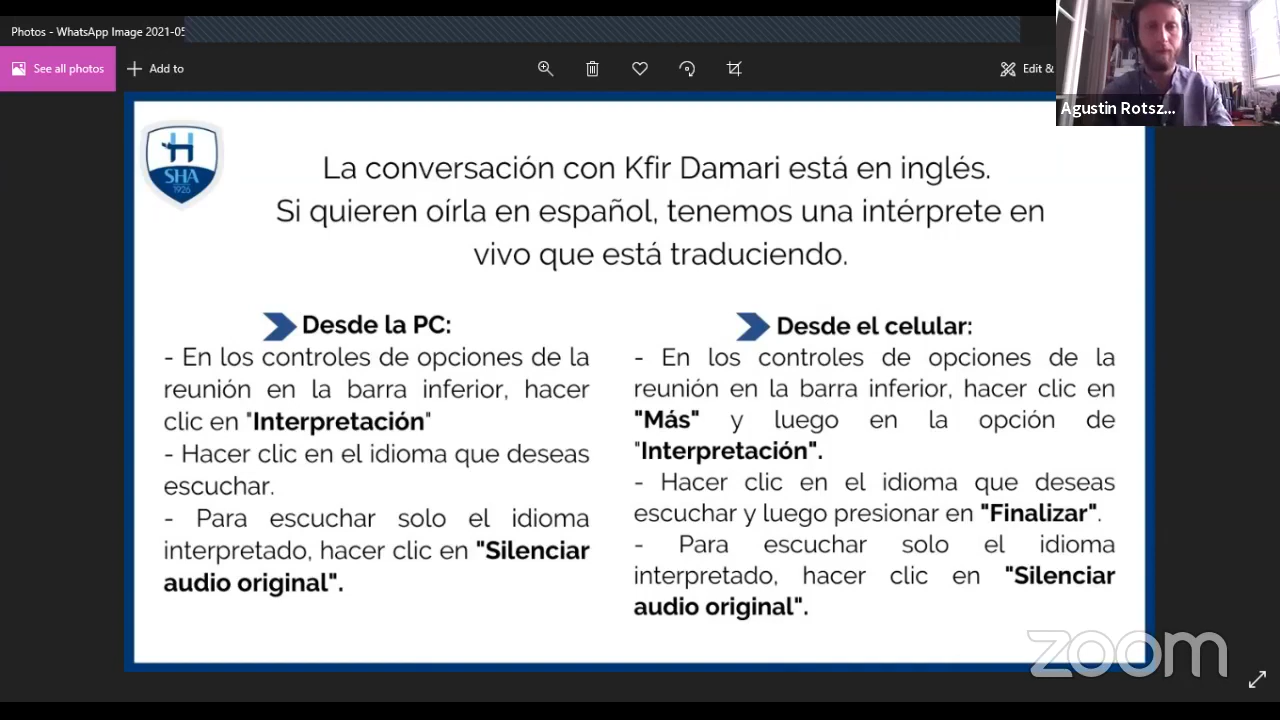 Photos - WhatsApp Image 2021-05
See all photos
Add to
Edit &
Agustin Rotsz...
SHA
1926
La conversación con Kfir Damari está en inglés.
Si quieren oírla en español, tenemos una intérprete en
vivo que está traduciendo.
Desde la PC:
- En los controles de opciones de la
reunión en la barra inferior, hacer
clic en "Interpretación"
- Hacer clic en el idioma que deseas
escuchar.
- Para escuchar solo el idioma
interpretado, hacer clic en "Silenciar
audio original".
Desde el celular:
- En los controles de opciones de la
reunión en la barra inferior, hacer clic en
"Más" y luego en la opción de
"Interpretación".
- Hacer clic en el idioma que deseas
escuchar y luego presionar en "Finalizar".
- Para escuchar solo el idioma
interpretado, hacer clic en "Silenciar
audio original".
zoom